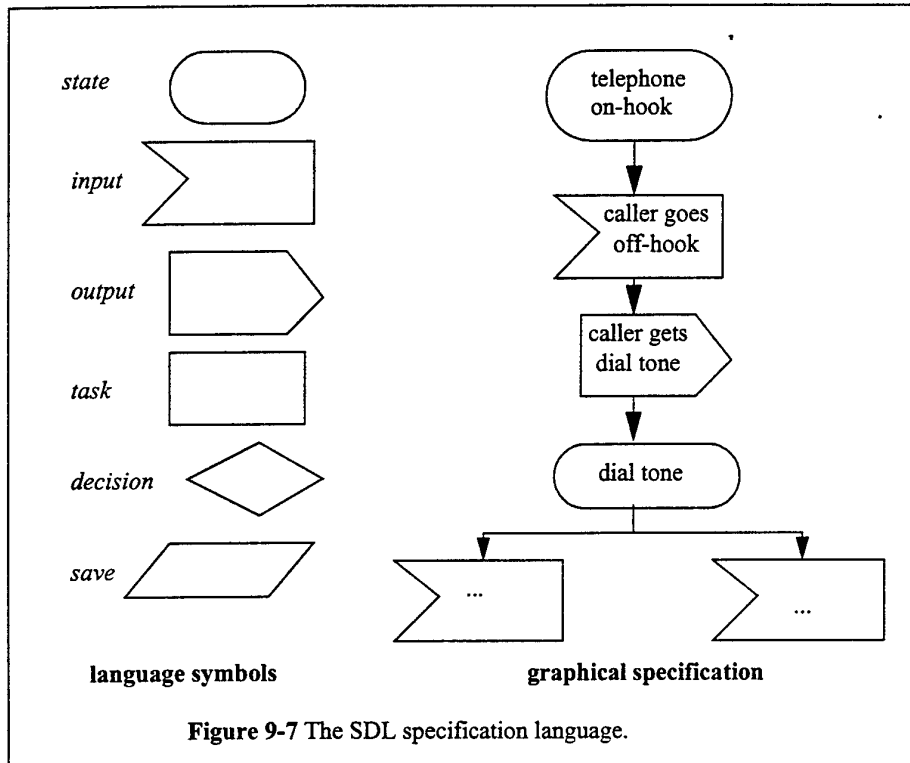 state
input
output
task
decision
save
language symbols
telephone
on-hook
caller goes
off-hook
caller gets
dial tone
dial tone
...
...
graphical specification
Figure 9-7 The SDL specification language.